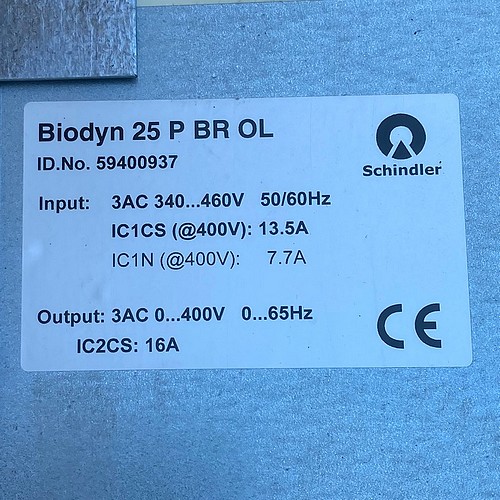 Biodyn 25 P BR OL
ID.No. 59400937
Schindler
Input: 3AC 340...460V 50/60Hz
IC1CS (@400V): 13.5A
IC1N (@400V): 7.7A
Output: 3AC 0...400V 0...65Hz
IC2CS: 16A
CE